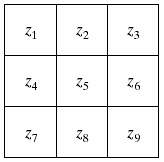 z₁ z₂ z₃
z₄ z₅ z₆
z₇ z₈ z₉